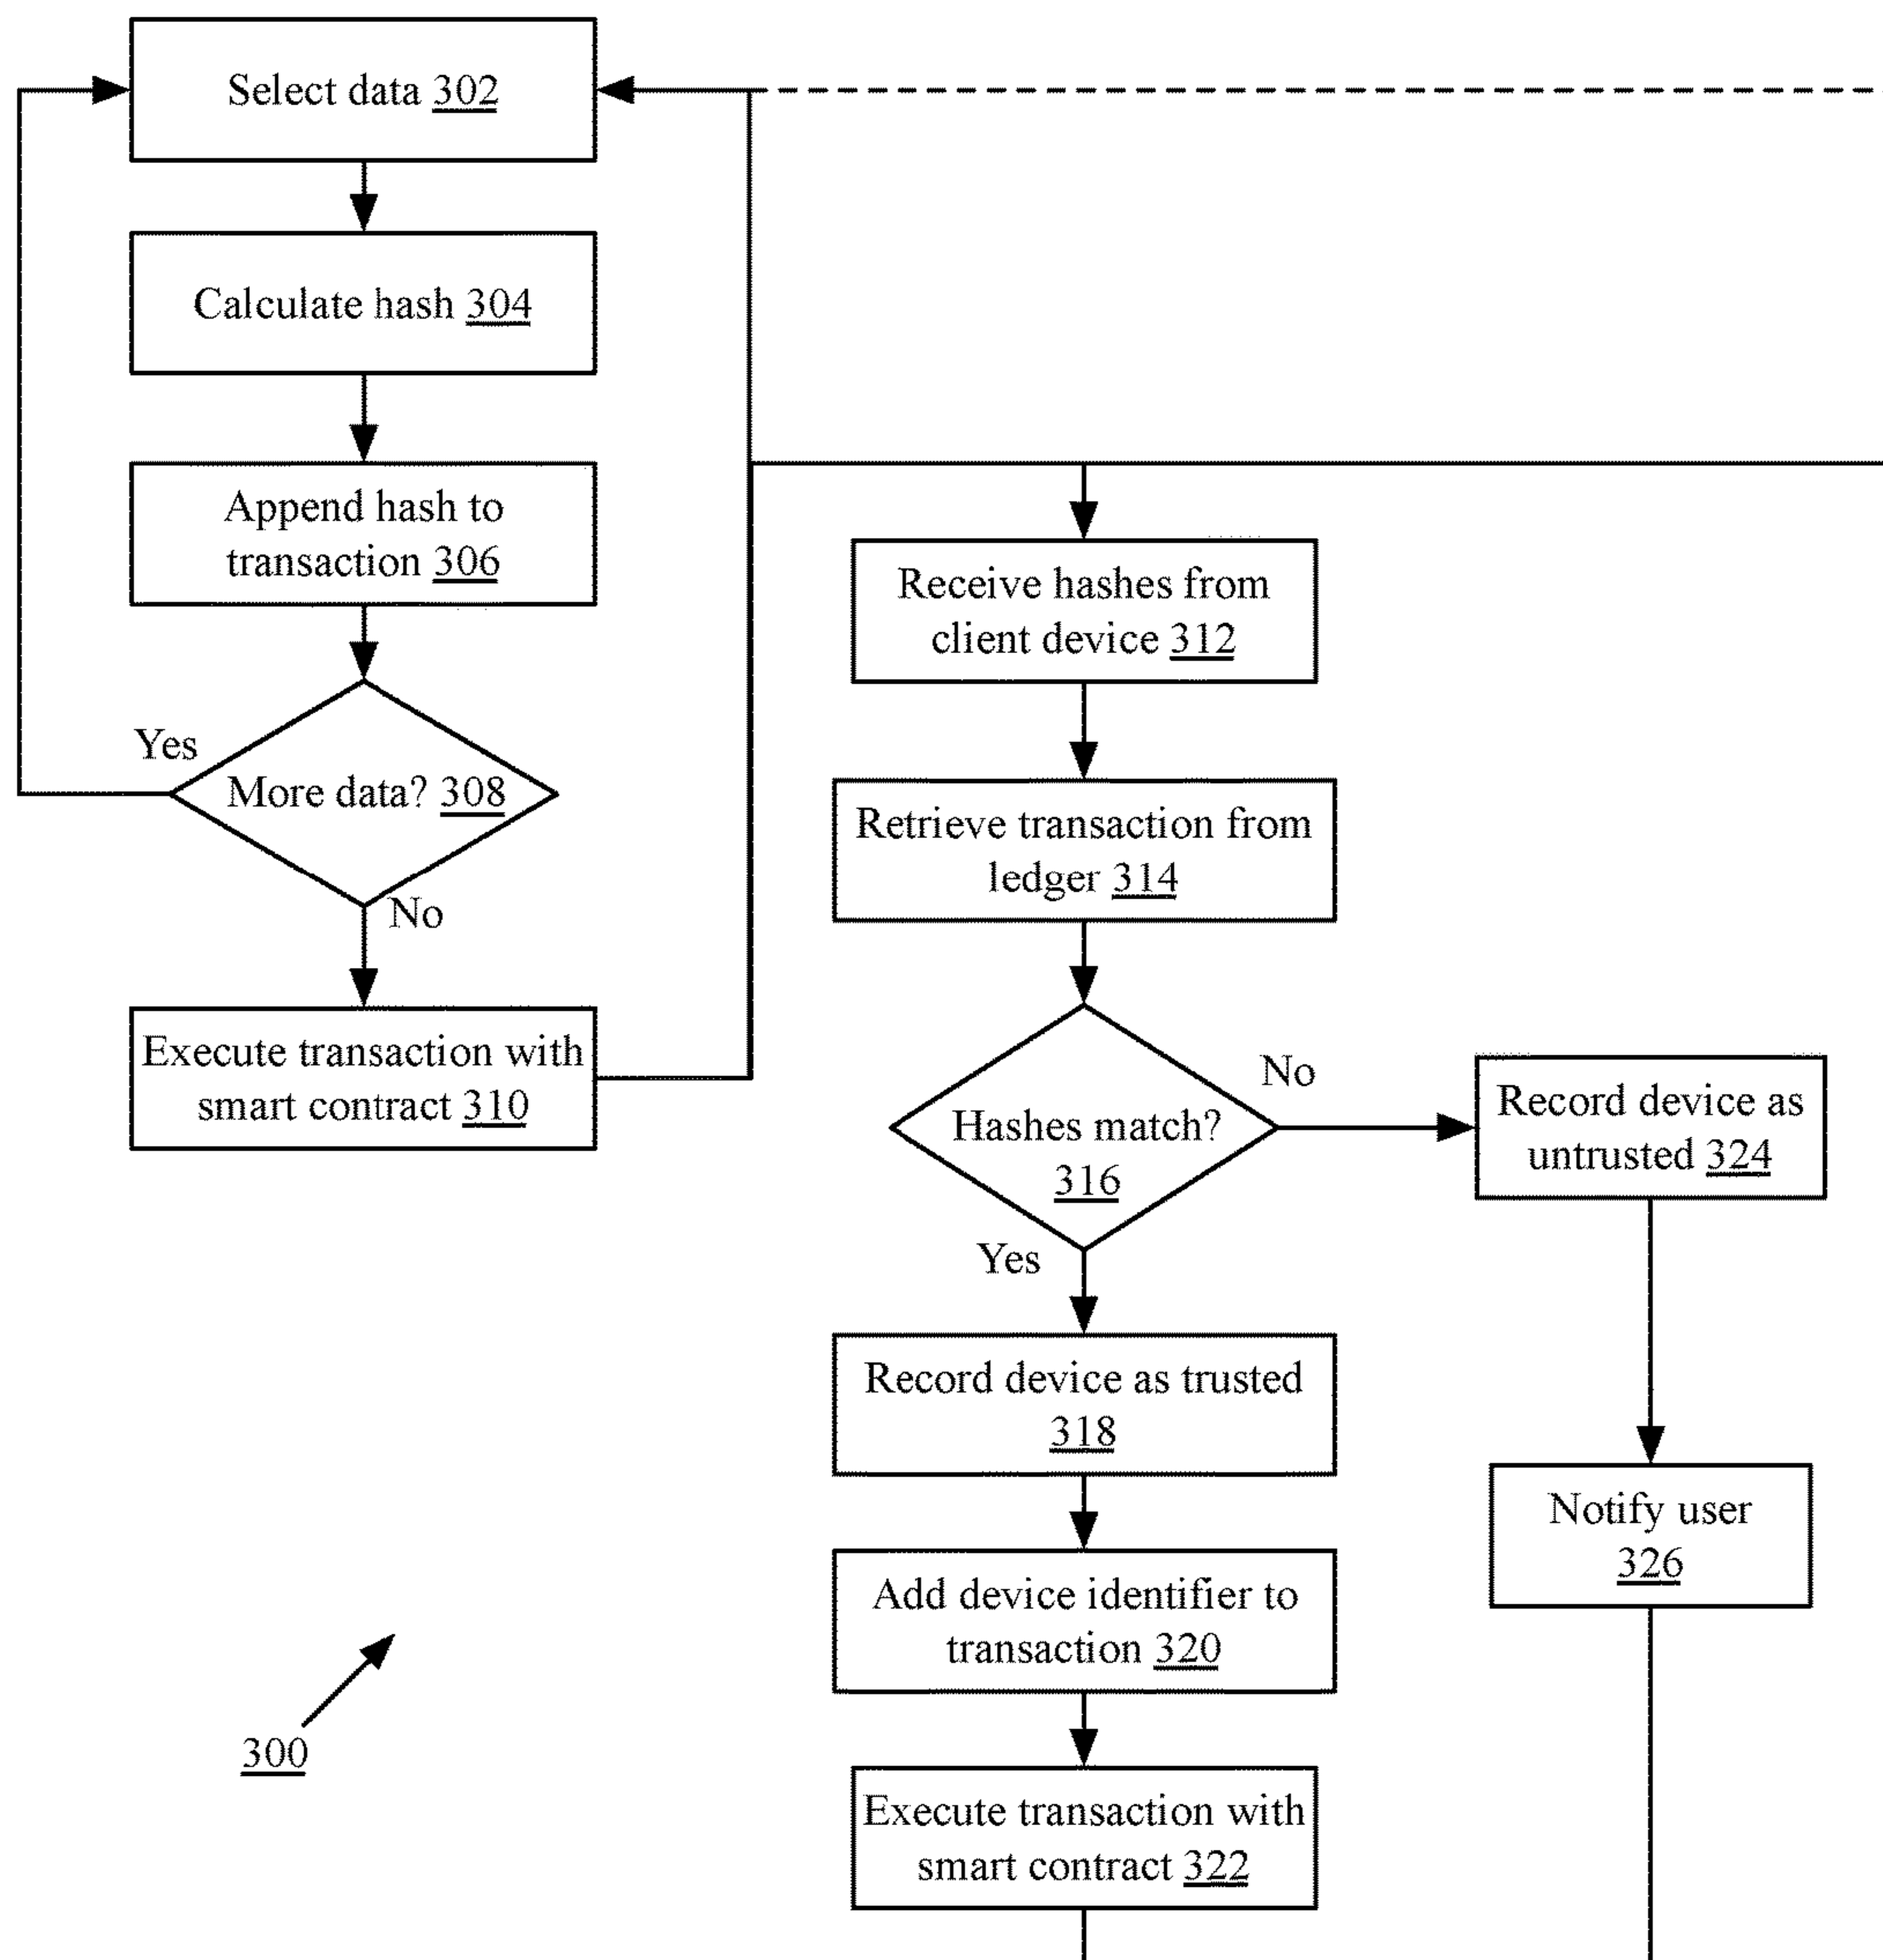 Select data 302
Calculate hash 304
Append hash to
transaction 306
Yes
More data? 308
No
Execute transaction with
smart contract 310
Receive hashes from
client device 312
Retrieve transaction from
ledger 314
Hashes match?
316
No
Yes
Record device as
untrusted 324
Record device as trusted
318
Notify user
326
Add device identifier to
transaction 320
Execute transaction with
smart contract 322
300